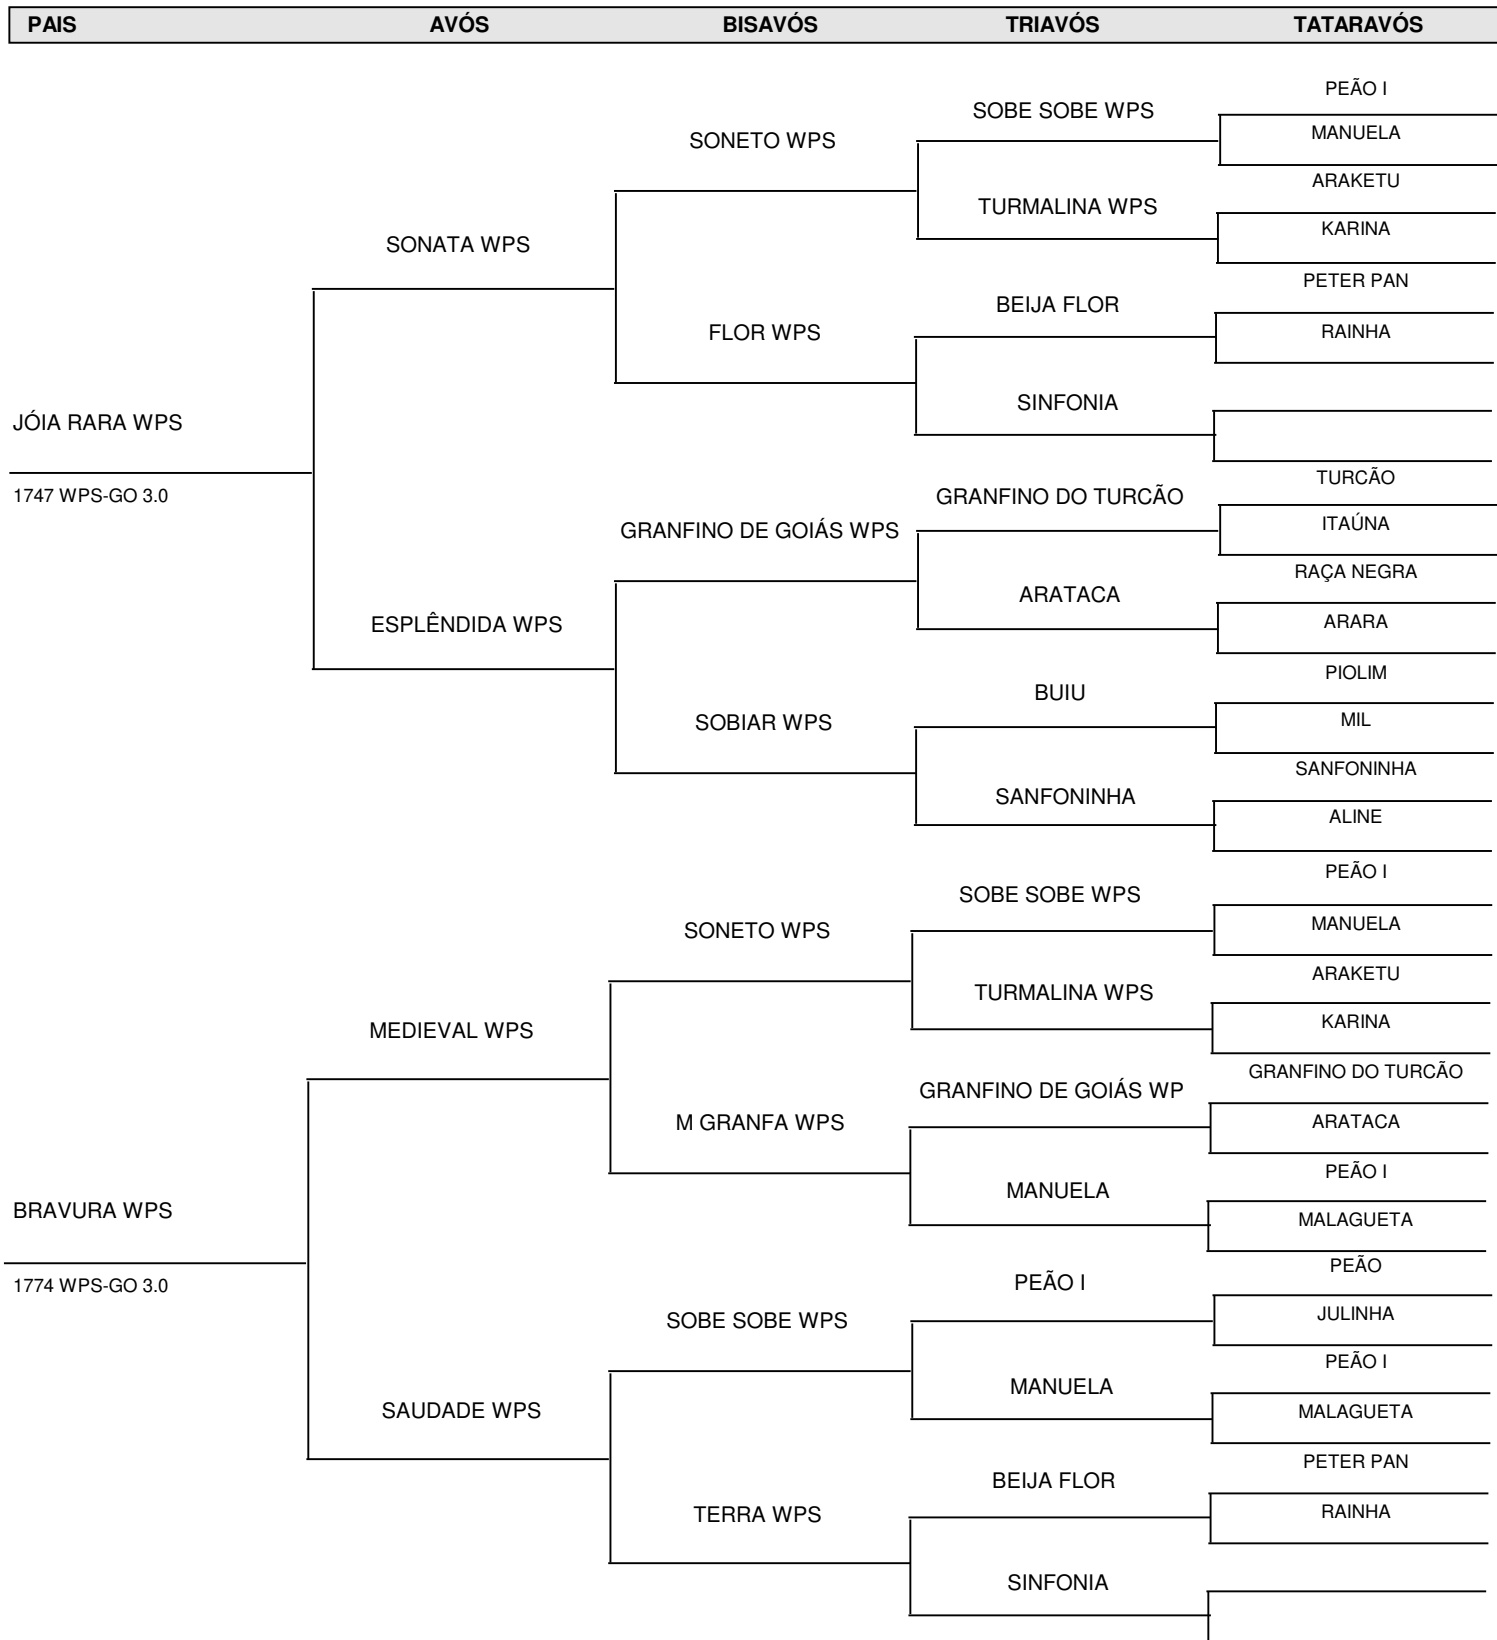 PAIS AVÓS BISAVÓS TRIAVÓS TATARAVÓS
PEÃO I
SOBE SOBE WPS
MANUELA
SONETO WPS
ARAKETU
TURMALINA WPS
KARINA
SONATA WPS
PETER PAN
BEIJA FLOR
RAINHA
FLOR WPS
SINFONIA
JÓIA RARA WPS
TURCÃO
1747 WPS-GO 3.0
GRANFINO DO TURCÃO
ITAÚNA
GRANFINO DE GOIÁS WPS
RAÇA NEGRA
ARATACA
ARARA
ESPLÊNDIDA WPS
PIOLIM
BUIU
MIL
SOBIAR WPS
SANFONINHA
SANFONINHA
ALINE
PEÃO I
SOBE SOBE WPS
MANUELA
SONETO WPS
ARAKETU
TURMALINA WPS
KARINA
MEDIEVAL WPS
GRANFINO DO TURCÃO
GRANFINO DE GOIÁS WP
ARATACA
M GRANFA WPS
PEÃO I
MANUELA
MALAGUETA
BRAVURA WPS
PEÃO
1774 WPS-GO 3.0
PEÃO I
JULINHA
SOBE SOBE WPS
PEÃO I
MANUELA
MALAGUETA
SAUDADE WPS
PETER PAN
BEIJA FLOR
RAINHA
TERRA WPS
SINFONIA